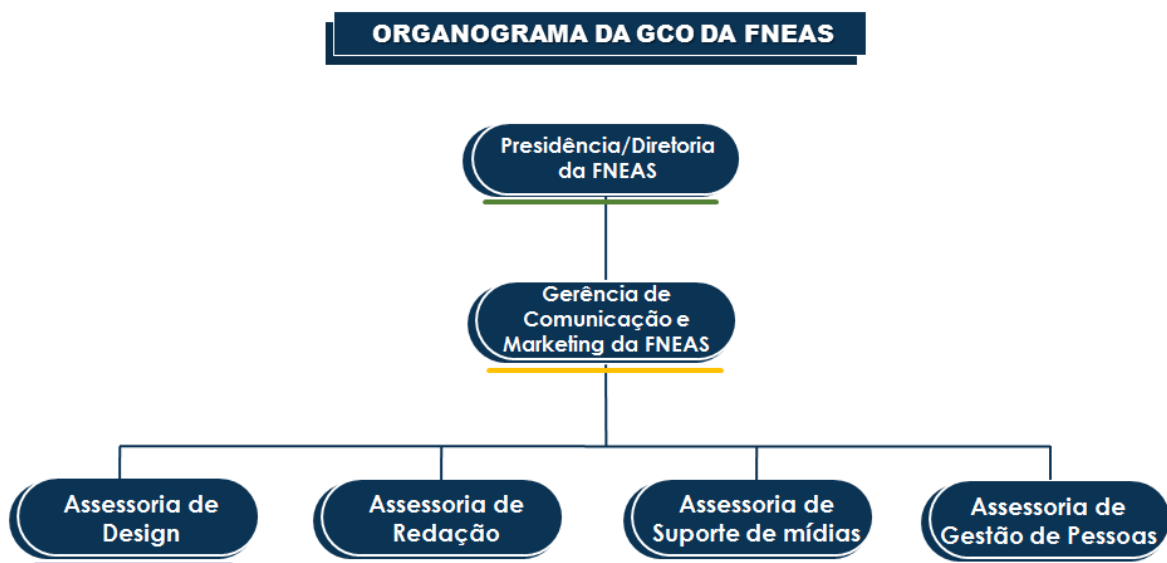 ORGANOGRAMA DA GCO DA FNEAS
Presidência/Diretoria
da FNEAS
Gerência de
Comunicação e
Marketing da FNEAS
Assessoria de
Design
Assessoria de
Redação
Assessoria de
Suporte de mídias
Assessoria de
Gestão de Pessoas